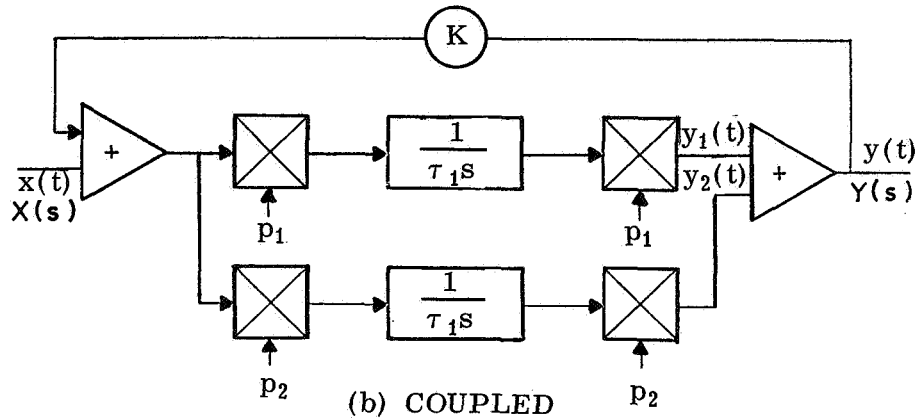 K
+
x(t)
X(s)
1
τ₁s
y₁(t)
y₂(t)
+
y(t)
Y(s)
p₁
p₁
1
τ₁s
p₂
p₂
(b) COUPLED